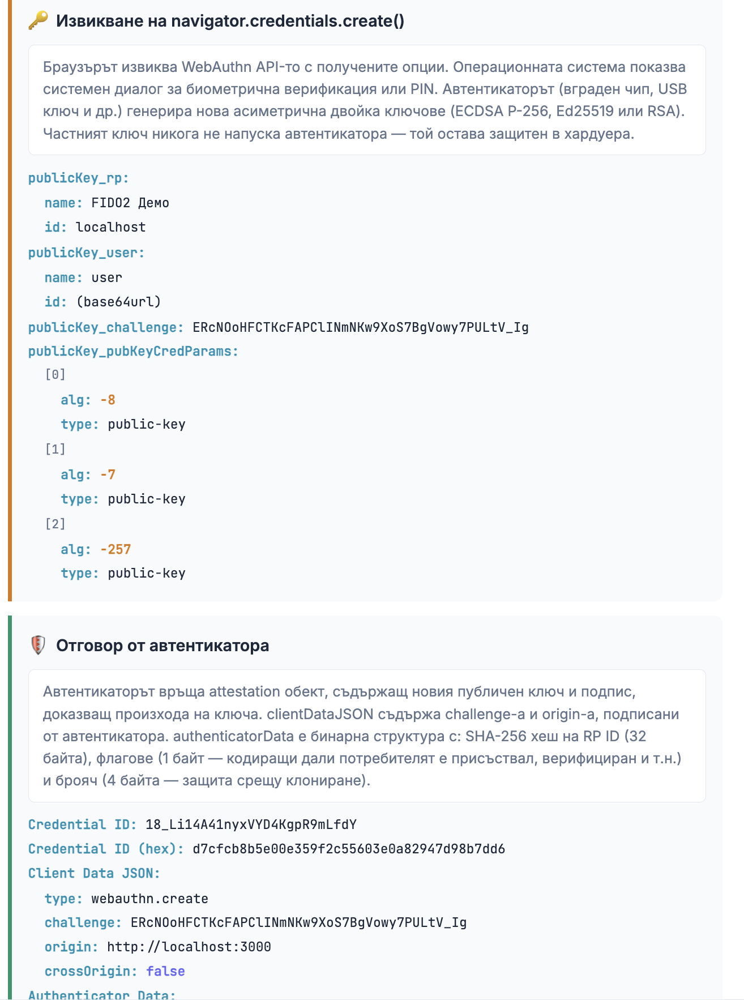 Извикване на navigator.credentials.create()
Браузърът извиква WebAuthn API-то с получените опции. Операционната система показва
системен диалог за биометрична верификация или PIN. Автентикаторът (вграден чип, USB
ключ и др.) генерира нова асиметрична двойка ключове (ECDSA P-256, Ed25519 или RSA).
Частният ключ никога не напуска автентикатора — той остава защитен в хардуера.
publicKey_rp:
name: FIDO2 Демо
id: localhost
publicKey_user:
name: user
id: (base64url)
publicKey_challenge: ERcNOoHFCTKcFAPClINmNKw9XoS7BgVowy7PULtV_Ig
publicKey_pubKeyCredParams:
[0]
alg: -8
type: public-key
[1]
alg: -7
type: public-key
[2]
alg: -257
type: public-key
Отговор от автентикатора
Автентикаторът връща attestation обект, съдържащ новия публичен ключ и подпис,
доказващ произхода на ключа. clientDataJSON съдържа challenge-а и origin-а, подписани
от автентикатора. authenticatorData е бинарна структура с: SHA-256 хеш на RP ID (32
байта), флагове (1 байт — кодиращи дали потребителят е присъствал, верифициран и т.н.)
и брояч (4 байта — защита срещу клониране).
Credential ID: 18_Li14A41nyxVYD4KgpR9mLfdY
Credential ID (hex): d7cfcb8b5e00e359f2c55603e0a82947d98b7dd6
Client Data JSON:
type: webauthn.create
challenge: ERcNOoHFCTKcFAPClINmNKw9XoS7BgVowy7PULtV_Ig
origin: http://localhost:3000
crossOrigin: false
Authenticator Data: